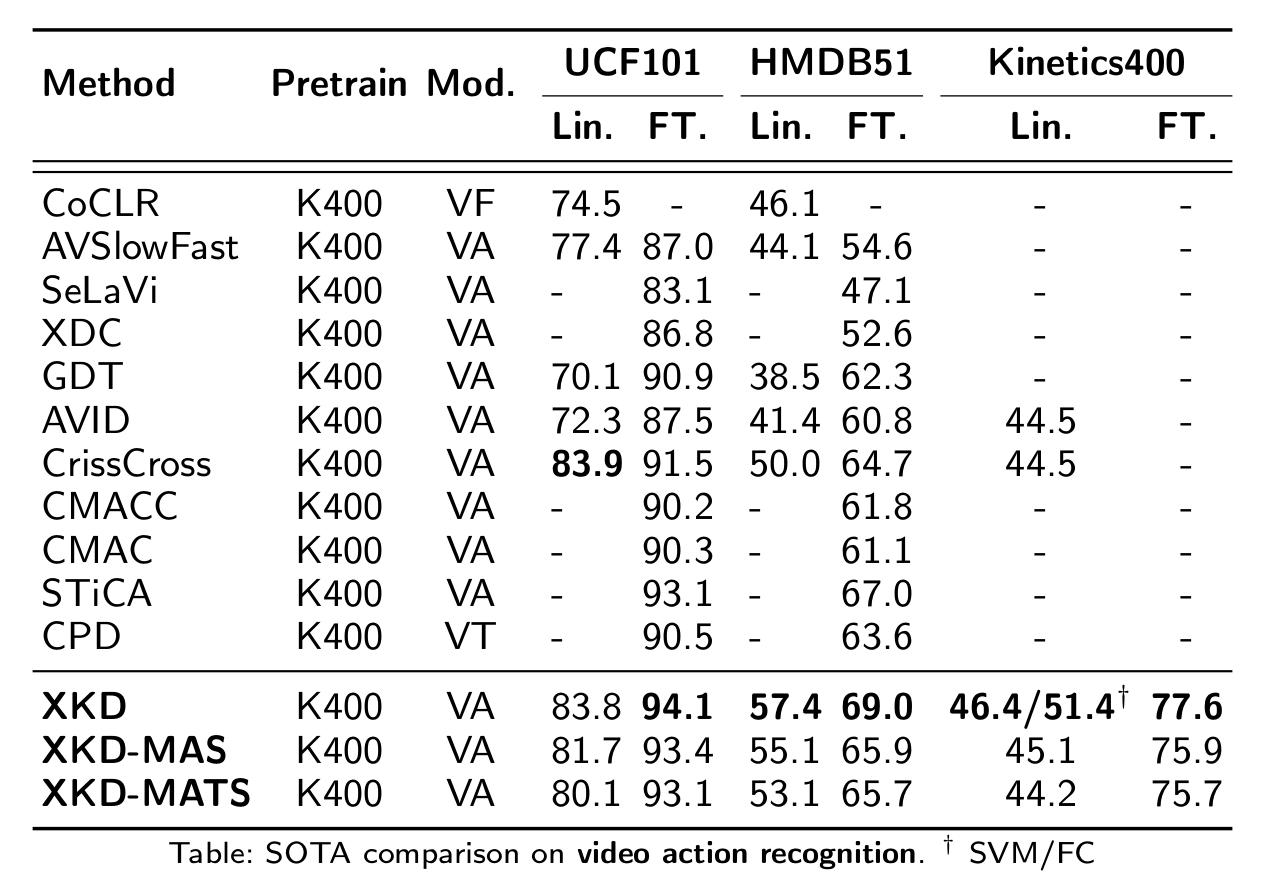 UCF101 HMDB51 Kinetics400
Method Pretrain Mod.
Lin. FT. Lin. FT. Lin. FT.
CoCLR K400 VF 74.5 - 46.1 - - -
AVSlowFast K400 VA 77.4 87.0 44.1 54.6 - -
SeLaVi K400 VA - 83.1 - 47.1 - -
XDC K400 VA - 86.8 - 52.6 - -
GDT K400 VA 70.1 90.9 38.5 62.3 - -
AVID K400 VA 72.3 87.5 41.4 60.8 44.5 -
CrissCross K400 VA 83.9 91.5 50.0 64.7 44.5 -
CMACC K400 VA - 90.2 - 61.8 - -
CMAC K400 VA - 90.3 - 61.1 - -
STiCA K400 VA - 93.1 - 67.0 - -
CPD K400 VT - 90.5 - 63.6 - -
XKD K400 VA 83.8 94.1 57.4 69.0 46.4/51.4† 77.6
XKD-MAS K400 VA 81.7 93.4 55.1 65.9 45.1 75.9
XKD-MATS K400 VA 80.1 93.1 53.1 65.7 44.2 75.7
Table: SOTA comparison on video action recognition. † SVM/FC